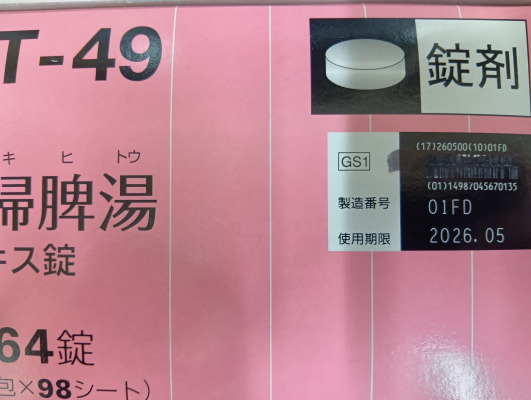 T-49
錠剤
キ ヒ トウ
帰脾湯
キス錠
64錠
包×98シート)
(17)260500(10)01FD
GS1
(01)14987045670135
製造番号 01FD
使用期限 2026.05